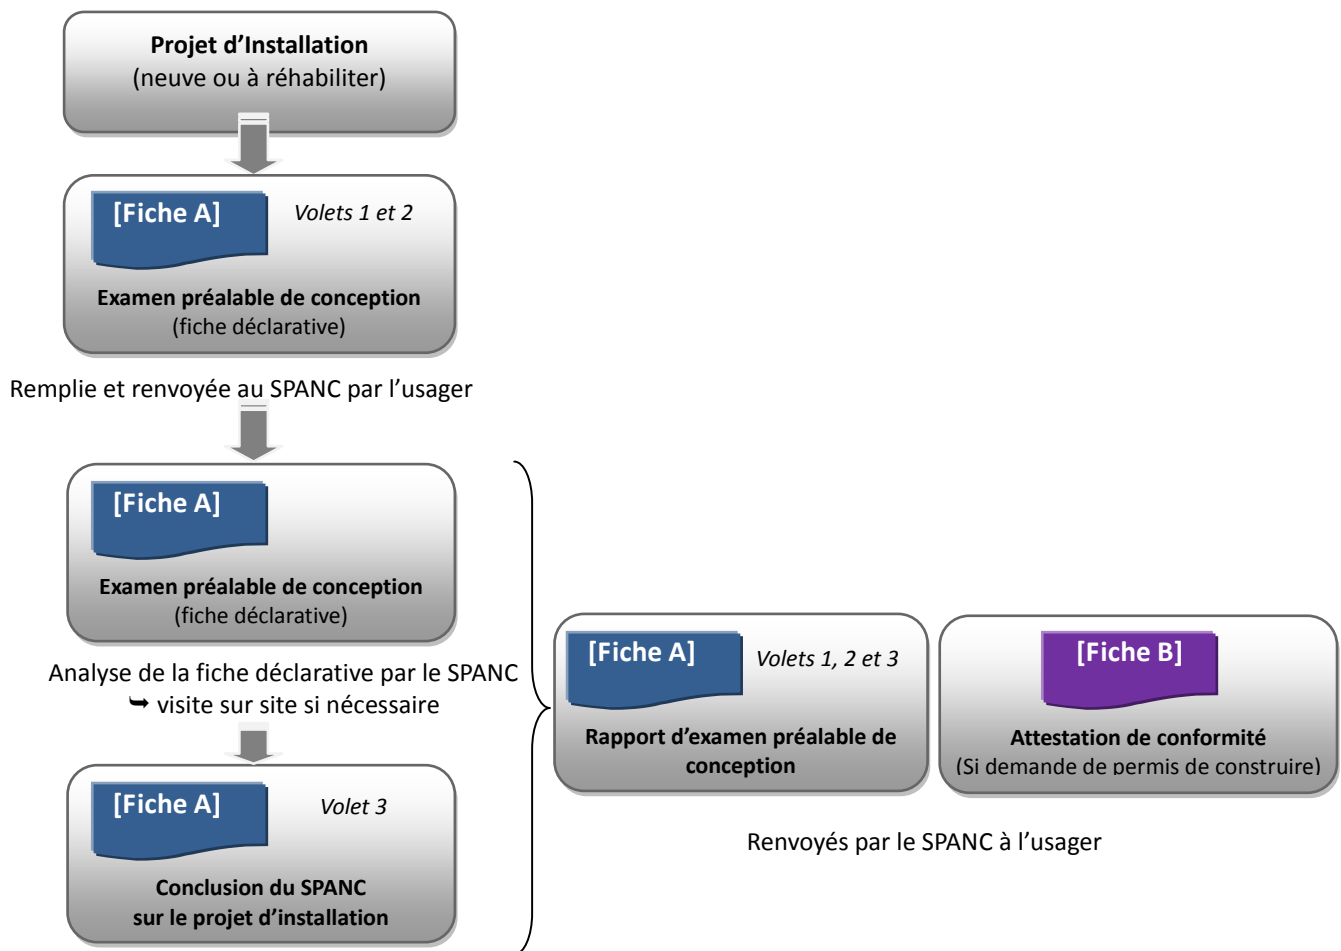 Projet d’Installation
(neuve ou à réhabiliter)
[Fiche A]
Volets 1 et 2
Examen préalable de conception
(fiche déclarative)
Remplie et renvoyée au SPANC par l’usager
[Fiche A]
Examen préalable de conception
(fiche déclarative)
Analyse de la fiche déclarative par le SPANC
➥ visite sur site si nécessaire
[Fiche A]
Volet 3
Conclusion du SPANC
sur le projet d’installation
[Fiche A]
Volets 1, 2 et 3
Rapport d’examen préalable de
conception
[Fiche B]
Attestation de conformité
(Si demande de permis de construire)
Renvoyés par le SPANC à l’usager